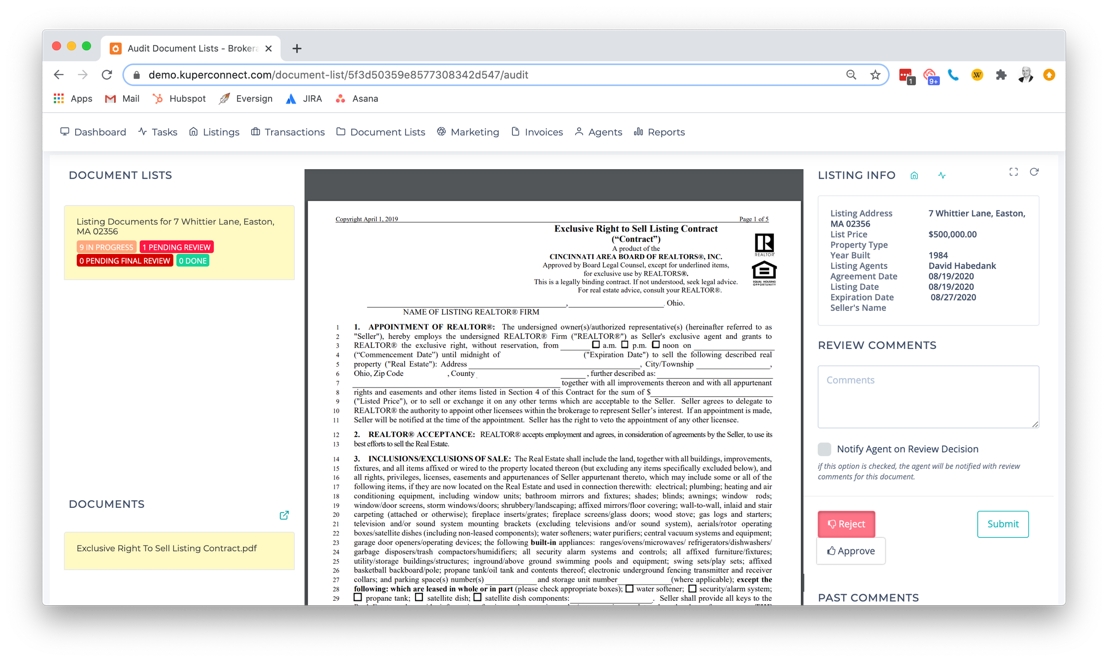 Audit Document Lists - Broker
demo.kuperconnect.com/document-list/5f3d50359e8577308342d547/audit
1
9+
Apps Mail Hubspot Eversign JIRA Asana
Dashboard Tasks Listings Transactions Document Lists Marketing Invoices Agents Reports
DOCUMENT LISTS
Listing Documents for 7 Whittier Lane, Easton,
MA 02356
9 IN PROGRESS 1 PENDING REVIEW
0 PENDING FINAL REVIEW 0 DONE
DOCUMENTS
Exclusive Right To Sell Listing Contract.pdf
Copyright April 1, 2019 Page 1 of 5
Exclusive Right to Sell Listing Contract
(“Contract”)
A product of the
CINCINNATI AREA BOARD OF REALTORS®, INC.
Approved by Board Legal Counsel, except for underlined items,
for exclusive use by REALTORS®.
This is a legally binding contract. If not understood, seek legal advice.
For real estate advice, consult your REALTOR®.
REALTOR®
EQUAL HOUSING
OPPORTUNITY
, Ohio.
NAME OF LISTING REALTOR® FIRM
1 1. APPOINTMENT OF REALTOR®: The undersigned owner(s)/authorized representative(s) (hereinafter referred to as
2 "Seller"), hereby employs the undersigned REALTOR® Firm ("REALTOR®") as Seller's exclusive agent and grants to
3 REALTOR® the exclusive right, without reservation, from a.m. p.m. noon on
4 (“Commencement Date”) until midnight of ("Expiration Date") to sell the following described real
5 property ("Real Estate"): Address , City/Township ,
6 Ohio, Zip Code , County , further described as:
7 together with all improvements thereon and with all appurtenant
8 rights and easements and other items listed in Section 4 of this Contract for the sum of $
9 ("Listed Price"), or to sell or exchange it on any other terms which are acceptable to the Seller. Seller agrees to delegate to
10 REALTOR® the authority to appoint other licensees within the brokerage to represent Seller’s interest. If an appointment is made,
11 Seller will be notified at the time of the appointment. Seller has the right to veto the appointment of any other licensee.
12 2. REALTOR® ACCEPTANCE: REALTOR® accepts employment and agrees, in consideration of agreements by the Seller, to use its
13 best efforts to sell the Real Estate.
14 3. INCLUSIONS/EXCLUSIONS OF SALE: The Real Estate shall include the land, together with all buildings, improvements,
15 fixtures, and all items affixed or wired to the property located thereon (but excluding any items specifically excluded below), and
16 all rights, privileges, licenses, easements and appurtenances of Seller appurtenant thereto, which may include some or all of the
17 following items, if they are now located on the Real Estate and used in connection therewith: electrical; plumbing; heating and air
18 conditioning equipment, including window units; bathroom mirrors and fixtures; shades; blinds; awnings; window rods;
19 window/door screens, storm windows/doors; shrubbery/landscaping; affixed mirrors/floor covering; wall-to-wall, inlaid and stair
20 carpeting (attached or otherwise); fireplace inserts/grates; fireplace screens/glass doors; wood stove; gas logs and starters;
21 television and/or sound system mounting brackets (excluding televisions and/or sound system), aerials/rotor operating
22 boxes/satellite dishes (including non-leased components); water softeners; water purifiers; central vacuum systems and equipment;
23 garage door openers/operating devices; the following built-in appliances: ranges/ovens/microwaves/ refrigerators/dishwashers/
24 garbage disposers/trash compactors/humidifiers; all security alarm systems and controls; all affixed furniture/fixtures;
25 utility/storage buildings/structures; inground/above ground swimming pools and equipment; swing sets/play sets; affixed
26 basketball backboard/pole; propane tank/oil tank and contents thereof; electronic underground fencing transmitter and receiver
27 collars; and parking space(s) number(s) and storage unit number (where applicable); except the
28 following: which are leased in whole or in part (please check appropriate boxes); water softener; security/alarm system;
29 propane tank; satellite dish; satellite dish components: . Seller shall provide all keys to the
LISTING INFO
Listing Address 7 Whittier Lane, Easton,
MA 02356
List Price $500,000.00
Property Type
Year Built 1984
Listing Agents David Habedank
Agreement Date 08/19/2020
Listing Date 08/19/2020
Expiration Date 08/27/2020
Seller's Name
REVIEW COMMENTS
Comments
Notify Agent on Review Decision
if this option is checked, the agent will be notified with review
comments for this document.
Reject Submit
Approve
PAST COMMENTS